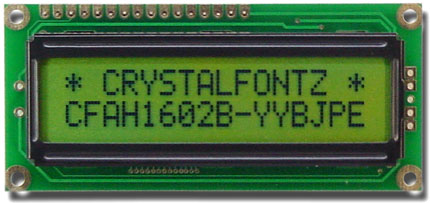 * CRYSTALFONTZ *
CFAH1602B-YYBJPE